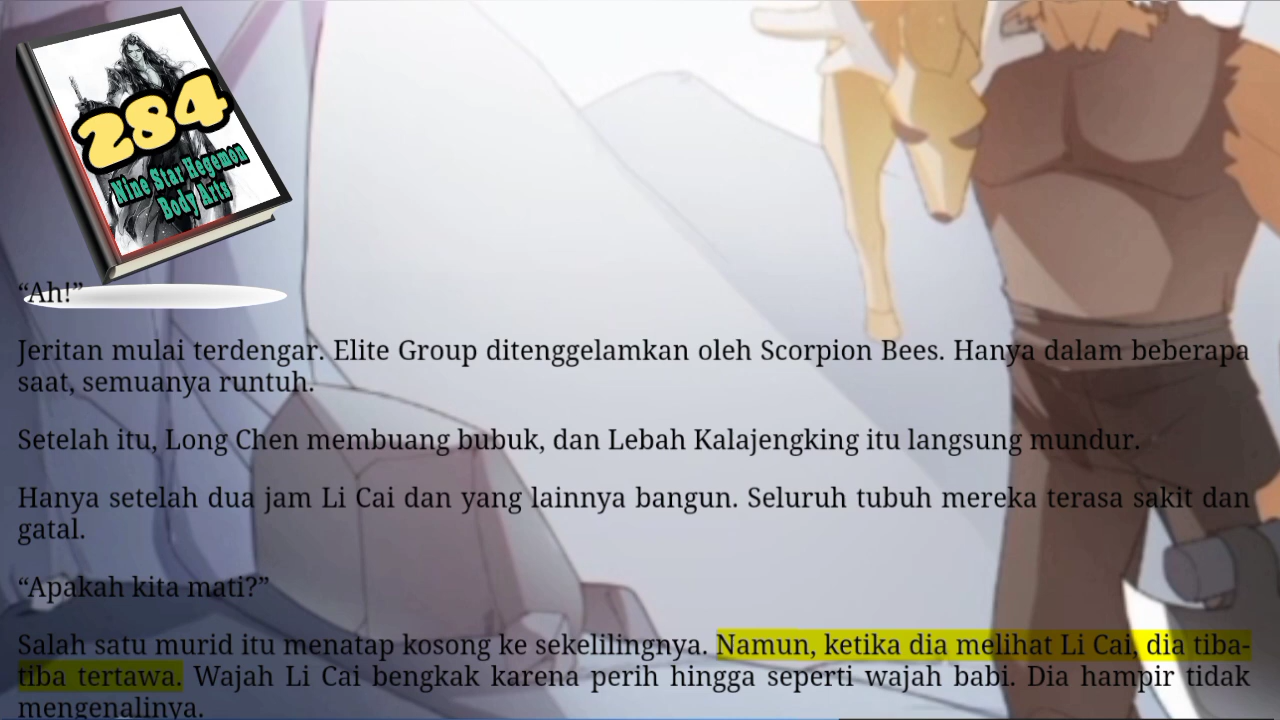 284
Nine Star Hegemon
Body Arts
“Ah!”
Jeritan mulai terdengar. Elite Group ditenggelamkan oleh Scorpion Bees. Hanya dalam beberapa
saat, semuanya runtuh.
Setelah itu, Long Chen membuang bubuk, dan Lebah Kalajengking itu langsung mundur.
Hanya setelah dua jam Li Cai dan yang lainnya bangun. Seluruh tubuh mereka terasa sakit dan
gatal.
“Apakah kita mati?”
Salah satu murid itu menatap kosong ke sekelilingnya. Namun, ketika dia melihat Li Cai, dia tiba-
tiba tertawa. Wajah Li Cai bengkak karena perih hingga seperti wajah babi. Dia hampir tidak
mengenalinya.